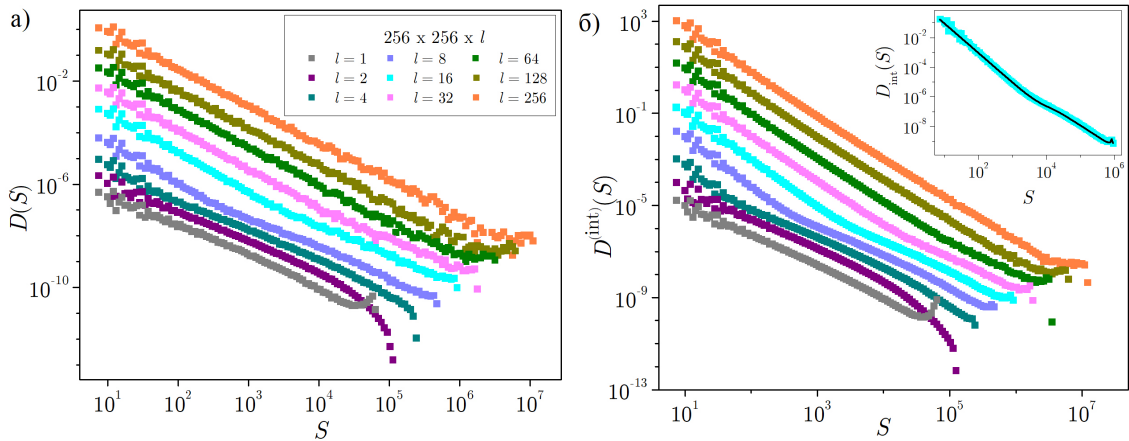 а)
256 x 256 x l
l = 1
l = 8
l = 64
l = 2
l = 16
l = 128
l = 4
l = 32
l = 256
D(S)
10⁻²
10⁻⁶
10⁻¹⁰
10¹ 10² 10³ 10⁴ 10⁵ 10⁶ 10⁷
S
б)
D⁽ⁱⁿᵗ⁾(S)
10³
10⁻¹
10⁻⁵
10⁻⁹
10⁻¹³
10¹ 10³ 10⁵ 10⁷
S
D_int(S)
10⁻²
10⁻⁴
10⁻⁶
10⁻⁸
10² 10⁴ 10⁶
S